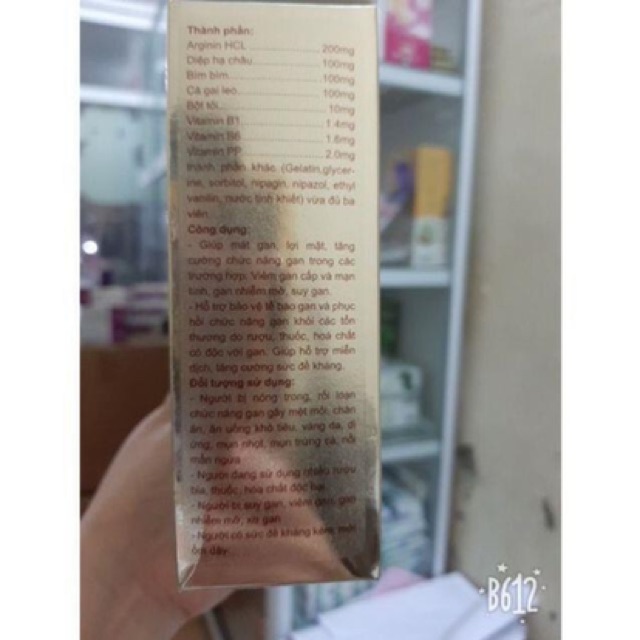 Thành phần:
Arginin HCL 200mg
Diệp hạ châu 100mg
Bìm bìm 100mg
Cà gai leo 100mg
Bột tỏi 10mg
Vitamin B1 1.4mg
Vitamin B6 1.6mg
Vitamin PP 2.0mg
thành phần khác (Gelatin,glycer-
ine, sorbitol, nipagin, nipazol, ethyl
vanilin, nước tinh khiết) vừa đủ ba
viên.
Công dụng:
- Giúp mát gan, lợi mật, tăng
cường chức năng gan trong các
trường hợp: Viêm gan cấp và mạn
tính, gan nhiễm mỡ, suy gan.
- Hỗ trợ bảo vệ tế bào gan và phục
hồi chức năng gan khỏi các tổn
thương do rượu, thuốc, hoá chất
có độc với gan. Giúp hỗ trợ miễn
dịch, tăng cường sức đề kháng.
Đối tượng sử dụng:
- Người bị nóng trong, rối loạn
chức năng gan gây mệt mỏi, chán
ăn, ăn uống khó tiêu, vàng da, dị
ứng, mụn nhọt, mụn trứng cá, nổi
mẩn ngứa
- Người đang sử dụng nhiều rượu
bia, thuốc, hóa chất độc hại
- Người bị suy gan, viêm gan, gan
nhiễm mỡ, xơ gan
- Người có sức đề kháng kém, mới
ốm dậy
B612